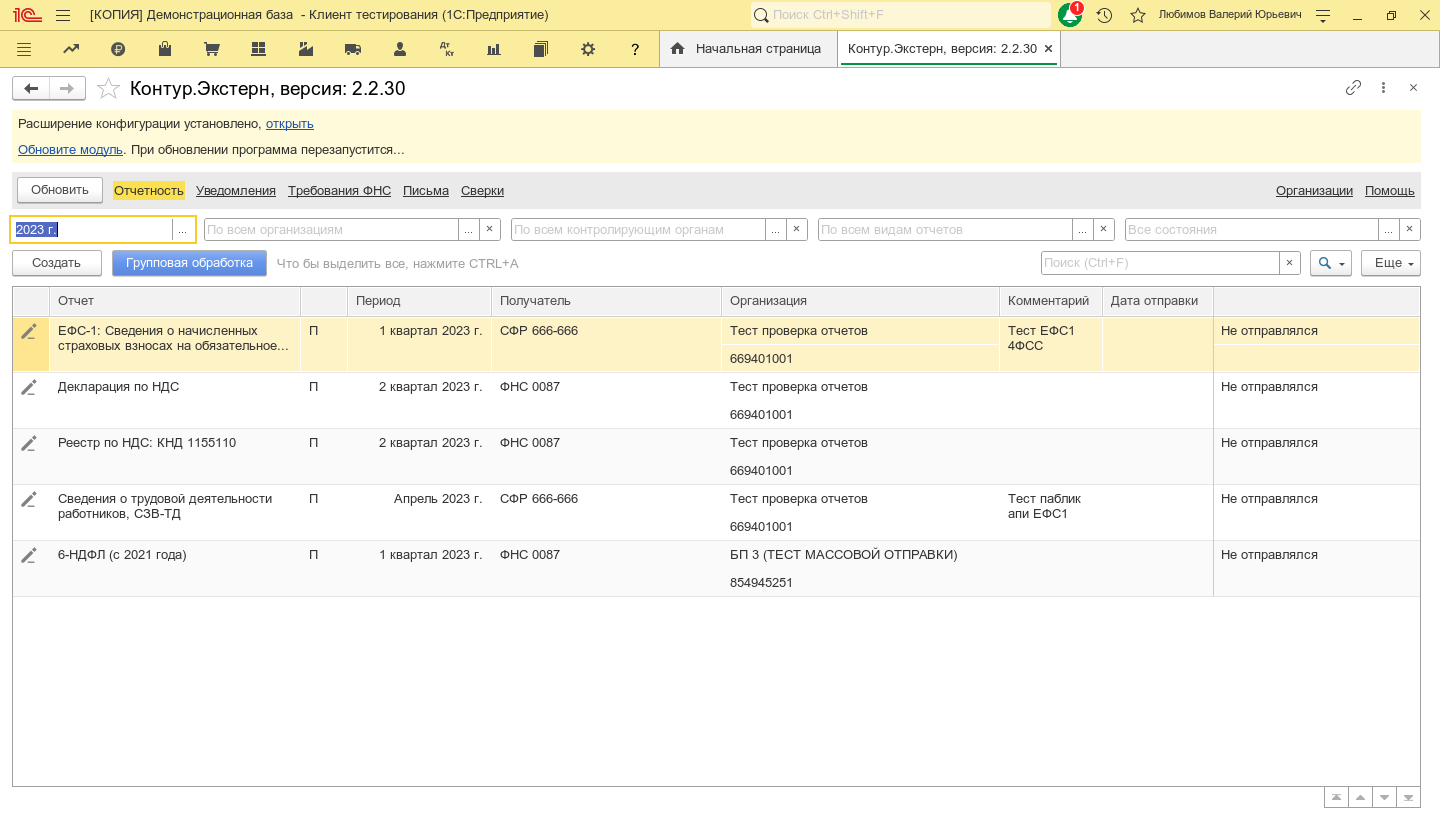 [КОПИЯ] Демонстрационная база - Клиент тестирования (1С:Предприятие)
Поиск Ctrl+Shift+F
1
Любимов Валерий Юрьевич
Дт
Кт
?
Начальная страница
Контур.Экстерн, версия: 2.2.30
Контур.Экстерн, версия: 2.2.30
Расширение конфигурации установлено, открыть
Обновите модуль. При обновлении программа перезапустится...
Обновить Отчетность Уведомления Требования ФНС Письма Сверки Организации Помощь
2023 г. ... По всем организациям ... × По всем контролирующим органам ... × По всем видам отчетов ... × Все состояния ... ×
Создать Групповая обработка Что бы выделить все, нажмите CTRL+A Поиск (Ctrl+F) × Еще
Отчет Период Получатель Организация Комментарий Дата отправки
ЕФС-1: Сведения о начисленных П 1 квартал 2023 г. СФР 666-666 Тест проверка отчетов Тест ЕФС1 Не отправлялся
страховых взносах на обязательное... 4ФСС
669401001
Декларация по НДС П 2 квартал 2023 г. ФНС 0087 Тест проверка отчетов Не отправлялся
669401001
Реестр по НДС: КНД 1155110 П 2 квартал 2023 г. ФНС 0087 Тест проверка отчетов Не отправлялся
669401001
Сведения о трудовой деятельности П Апрель 2023 г. СФР 666-666 Тест проверка отчетов Тест паблик Не отправлялся
работников, СЗВ-ТД апи ЕФС1
669401001
6-НДФЛ (с 2021 года) П 1 квартал 2023 г. ФНС 0087 БП 3 (ТЕСТ МАССОВОЙ ОТПРАВКИ) Не отправлялся
854945251